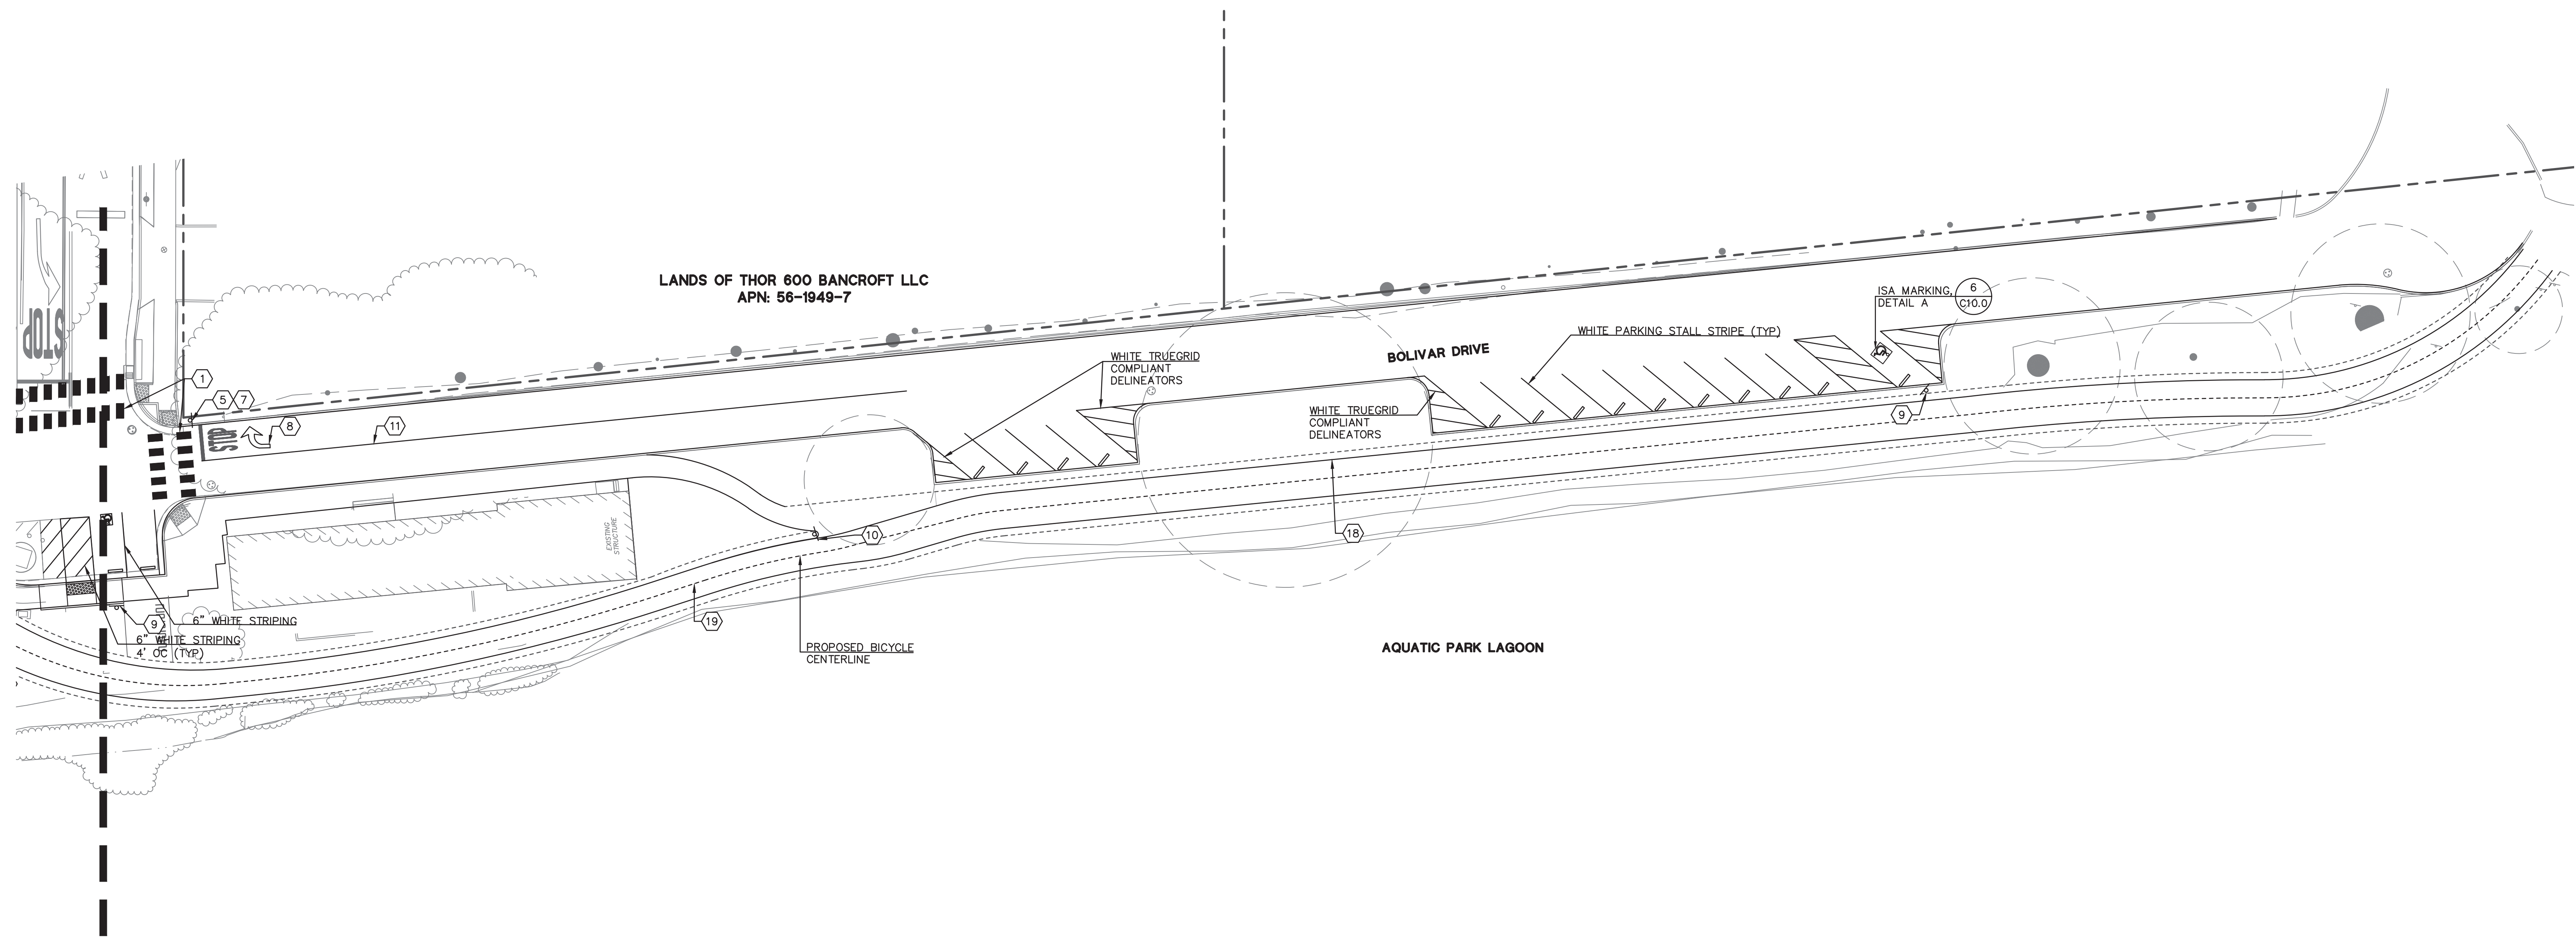 LANDS OF THOR 600 BANCROFT LLC
APN: 56-1949-7
ISA MARKING,
DETAIL A
6
C10.0
WHITE PARKING STALL STRIPE (TYP)
BOLIVAR DRIVE
WHITE TRUEGRID
COMPLIANT
DELINEATORS
WHITE TRUEGRID
COMPLIANT
DELINEATORS
STOP
1
5
7
8
11
STOP
9
10
18
EXISTING
STRUCTURE
19
9
6" WHITE STRIPING
6" WHITE STRIPING
4' OC (TYP)
PROPOSED BICYCLE
CENTERLINE
AQUATIC PARK LAGOON